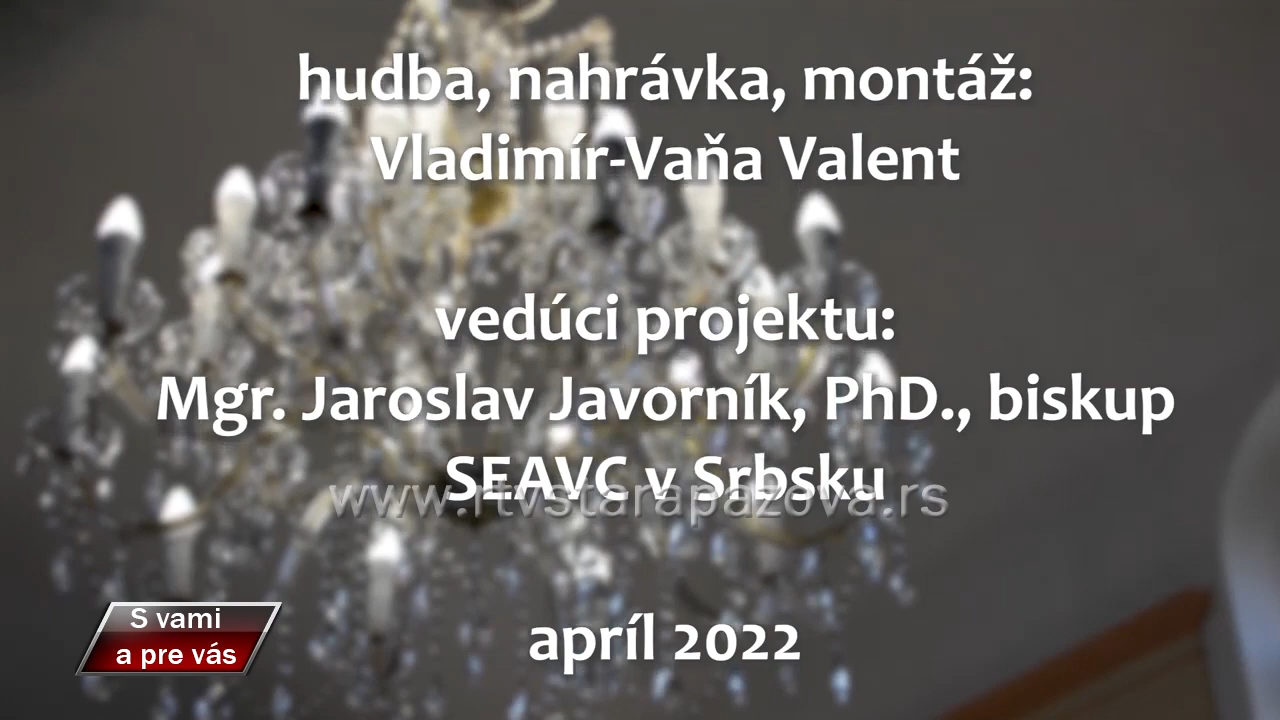 hudba, nahrávka, montáž:
Vladimír-Vaňa Valent
vedúci projektu:
Mgr. Jaroslav Javorník, PhD., biskup
SEAVC v Srbsku
www.rtvstarapazova.rs
apríl 2022
S vami
a pre vás